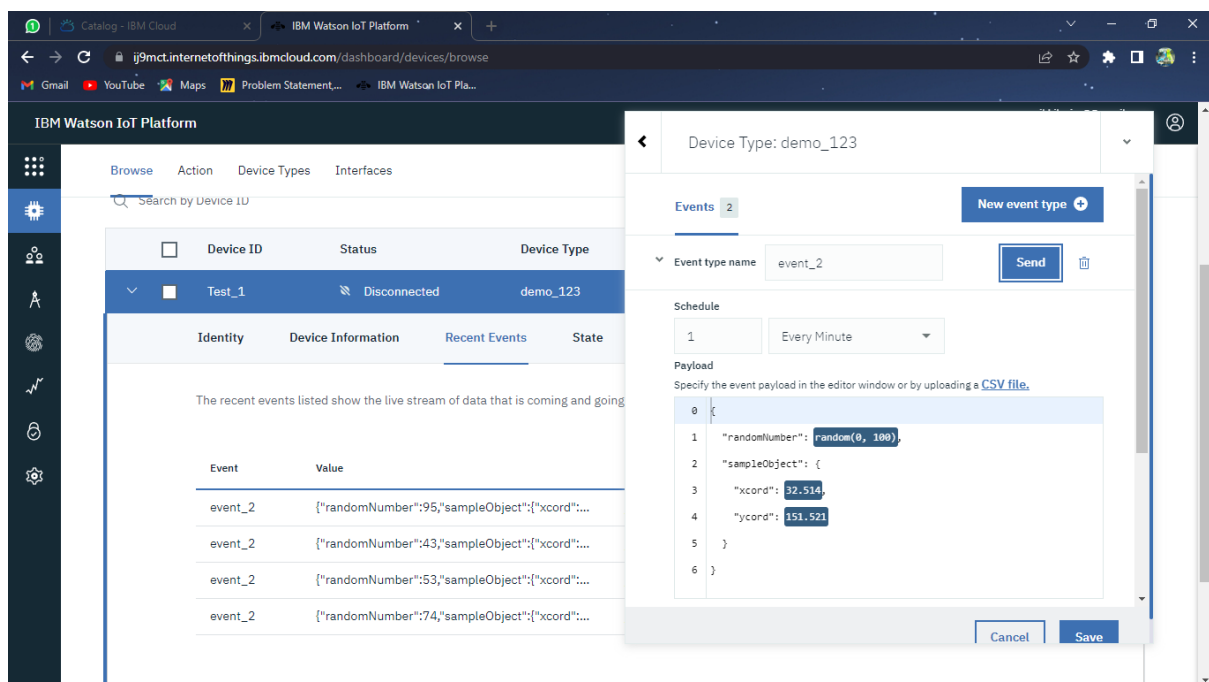 1
Catalog - IBM Cloud
IBM Watson IoT Platform
ij9mct.internetofthings.ibmcloud.com/dashboard/devices/browse
Gmail YouTube Maps Problem Statement,... IBM Watson IoT Pla...
IBM Watson IoT Platform
Browse Action Device Types Interfaces
Search by Device ID
Device ID Status Device Type
Test_1 Disconnected demo_123
Identity Device Information Recent Events State
The recent events listed show the live stream of data that is coming and going
Event Value
event_2 {"randomNumber":95,"sampleObject":{"xcord":...
event_2 {"randomNumber":43,"sampleObject":{"xcord":...
event_2 {"randomNumber":53,"sampleObject":{"xcord":...
event_2 {"randomNumber":74,"sampleObject":{"xcord":...
Device Type: demo_123
Events 2 New event type
Event type name event_2 Send
Schedule
1 Every Minute
Payload
Specify the event payload in the editor window or by uploading a CSV file.
0 {
1 "randomNumber": random(0, 100),
2 "sampleObject": {
3 "xcord": 32.514,
4 "ycord": 151.521
5 }
6 }
Cancel Save